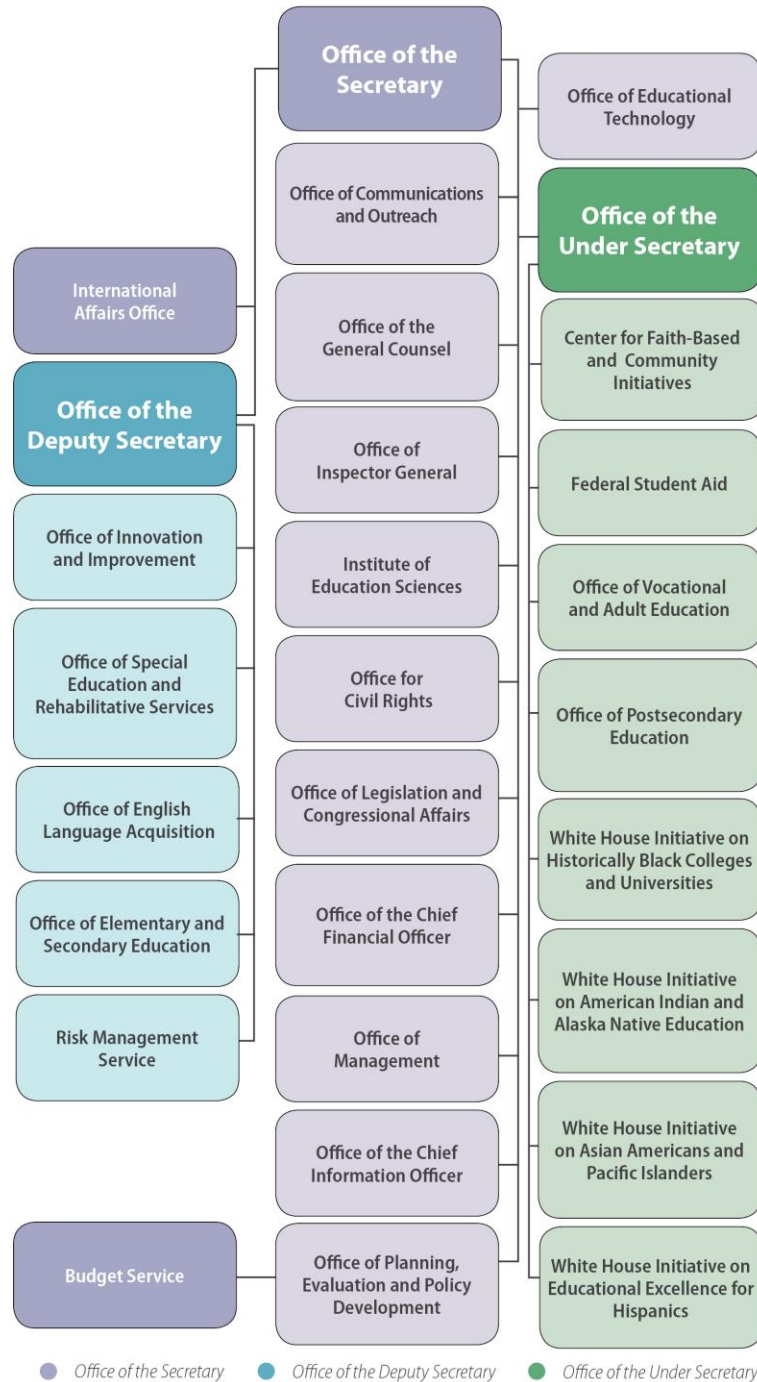 Office of the
Secretary
Office of Educational
Technology
Office of Communications
and Outreach
Office of the
Under Secretary
International
Affairs Office
Office of the
General Counsel
Center for Faith-Based
and Community
Initiatives
Office of the
Deputy Secretary
Office of
Inspector General
Federal Student Aid
Office of Innovation
and Improvement
Institute of
Education Sciences
Office of Vocational
and Adult Education
Office of Special
Education and
Rehabilitative Services
Office for
Civil Rights
Office of Postsecondary
Education
Office of English
Language Acquisition
Office of Legislation and
Congressional Affairs
White House Initiative on
Historically Black Colleges
and Universities
Office of Elementary and
Secondary Education
Office of the Chief
Financial Officer
White House Initiative
on American Indian and
Alaska Native Education
Risk Management
Service
Office of
Management
White House Initiative
on Asian Americans and
Pacific Islanders
Office of the Chief
Information Officer
Budget Service
Office of Planning,
Evaluation and Policy
Development
White House Initiative on
Educational Excellence for
Hispanics
Office of the Secretary
Office of the Deputy Secretary
Office of the Under Secretary